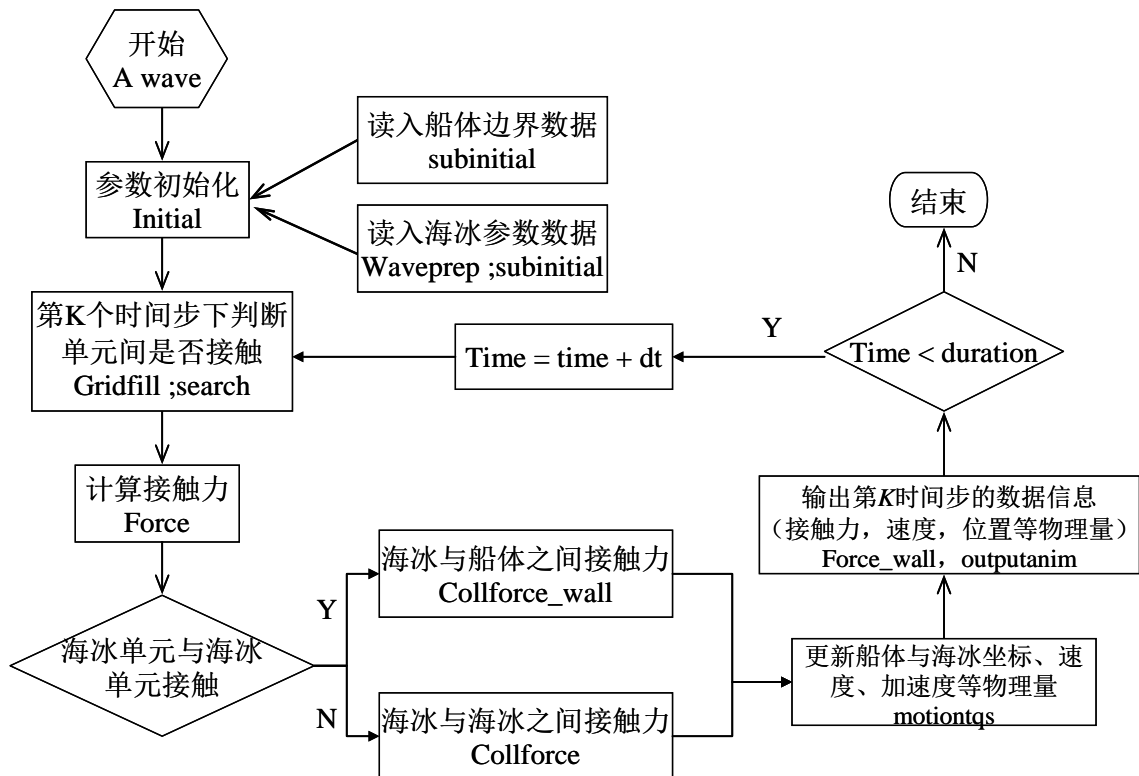 开始
A wave
读入船体边界数据
subinitial
参数初始化
Initial
读入海冰参数数据
Waveprep ;subinitial
结束
N
第K个时间步下判断
单元间是否接触
Gridfill ;search
Time = time + dt
Y
Time < duration
计算接触力
Force
输出第K时间步的数据信息
（接触力，速度，位置等物理量）
Force_wall，outputanim
海冰单元与海冰
单元接触
Y
海冰与船体之间接触力
Collforce_wall
N
海冰与海冰之间接触力
Collforce
更新船体与海冰坐标、速
度、加速度等物理量
motiontqs